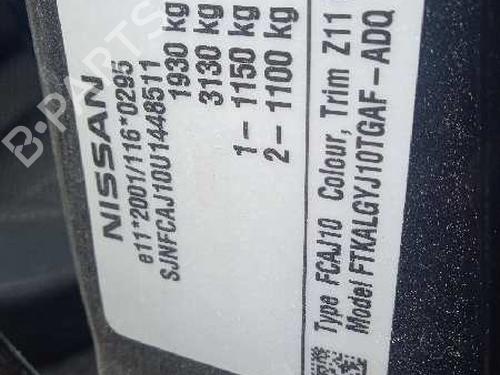 NISSAN
e11*2001/116*0295
SJNFCAJ10U1448511
1930 kg
3130 kg
1 – 1150 kg
2 – 1100 kg
Type FCAJ10 Colour, Trim Z11
Model FTKALGYJ10TGAF-ADQ
B-PARTS